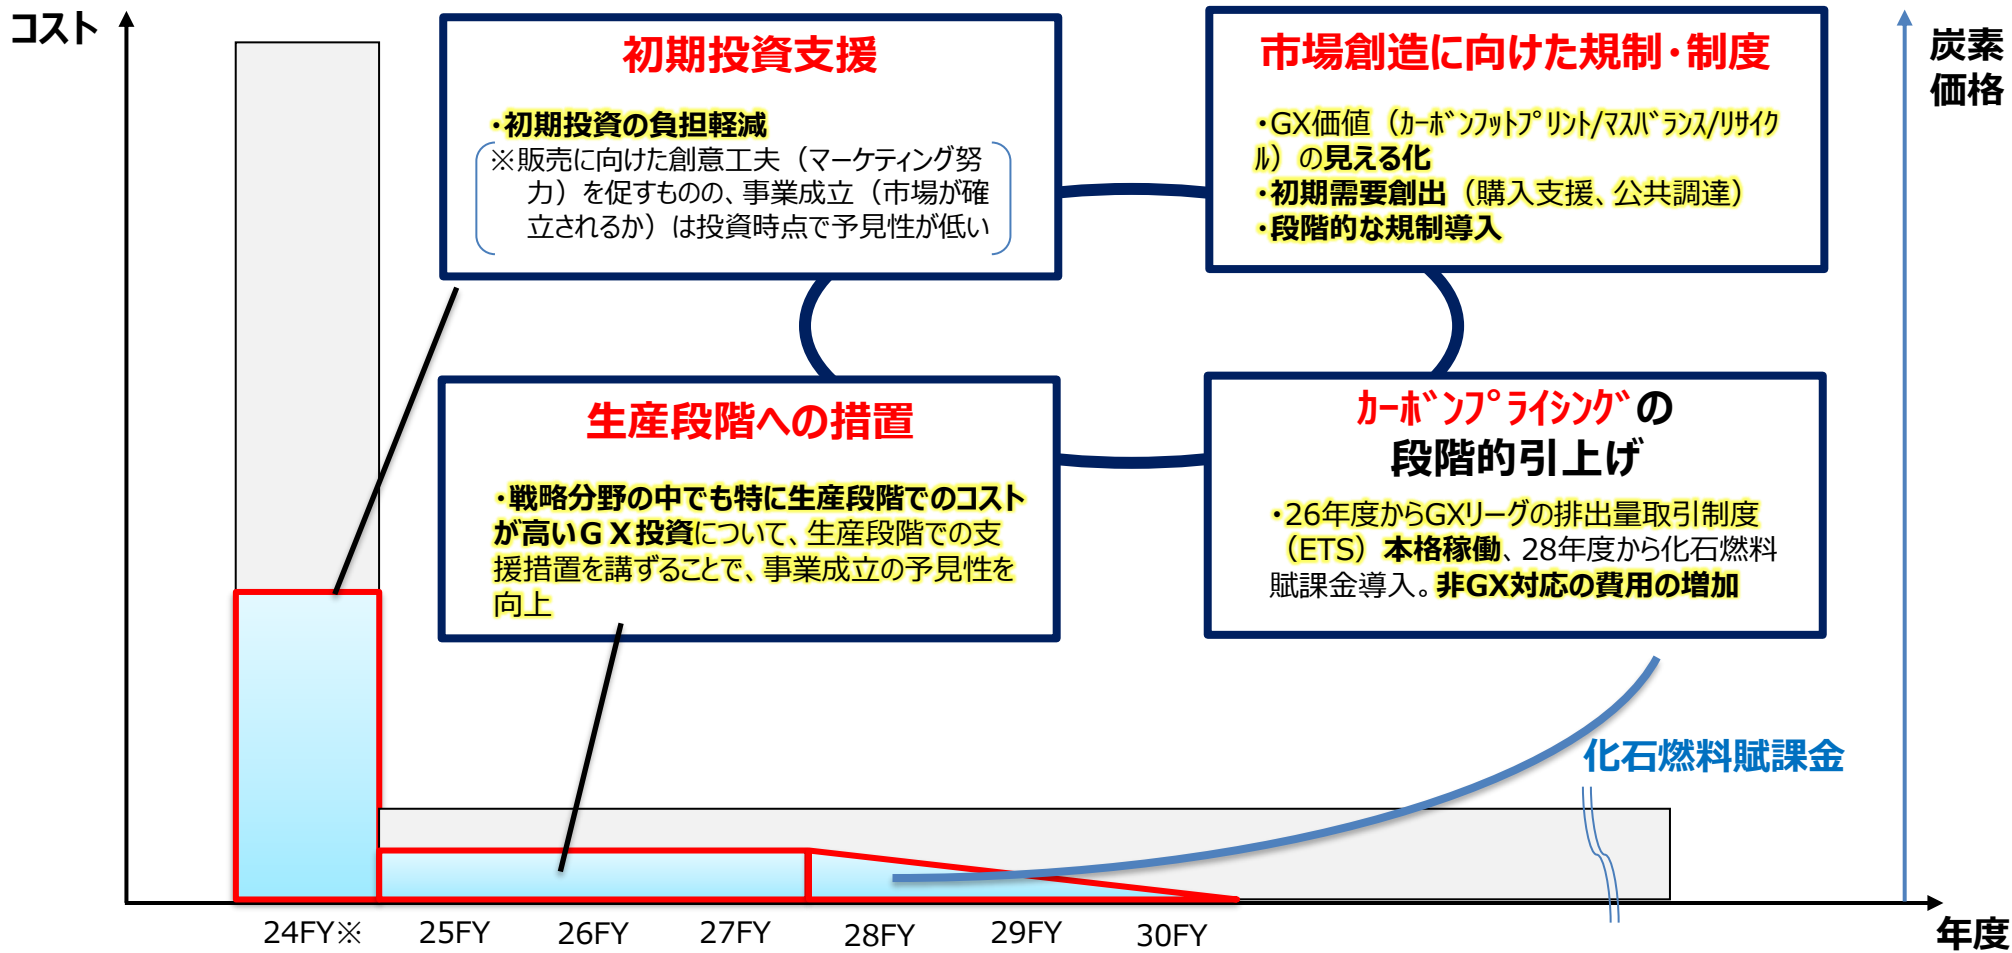 コスト
炭素
価格
初期投資支援
・初期投資の負担軽減
※販売に向けた創意工夫（マーケティング努
力）を促すものの、事業成立（市場が確
立されるか）は投資時点で予見性が低い
市場創造に向けた規制・制度
・GX価値（ｶｰﾎﾞﾝﾌｯﾄﾌﾟﾘﾝﾄ/ﾏｽﾊﾞﾗﾝｽ/ﾘｻｲｸ
ﾙ）の見える化
・初期需要創出（購入支援、公共調達）
・段階的な規制導入
生産段階への措置
・戦略分野の中でも特に生産段階でのコスト
が高いＧＸ投資について、生産段階での支
援措置を講ずることで、事業成立の予見性を
向上
ｶｰﾎﾞﾝﾌﾟﾗｲｼﾝｸﾞの
段階的引上げ
・26年度からGXリーグの排出量取引制度
（ETS）本格稼働、28年度から化石燃料
賦課金導入。非GX対応の費用の増加
化石燃料賦課金
24FY※ 25FY 26FY 27FY 28FY 29FY 30FY
年度